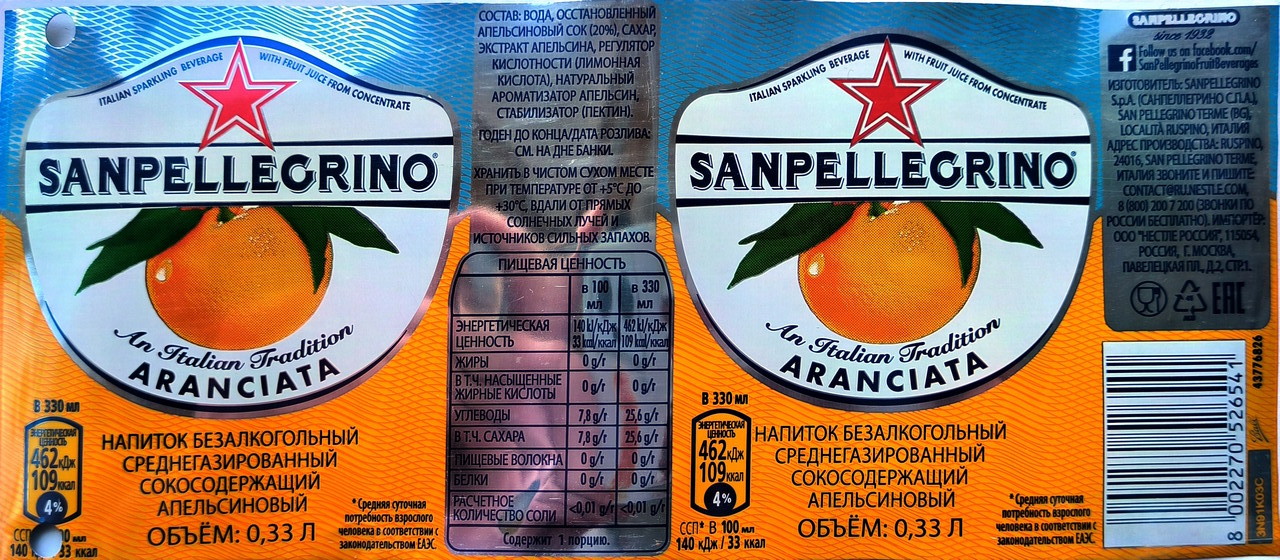 ITALIAN SPARKLING BEVERAGE WITH FRUIT JUICE FROM CONCENTRATE
SANPELLEGRINO®
An Italian Tradition
ARANCIATA
В 330 мл
ЭНЕРГЕТИЧЕСКАЯ
ЦЕННОСТЬ
462 кДж
109 ккал
4%
НАПИТОК БЕЗАЛКОГОЛЬНЫЙ
СРЕДНЕГАЗИРОВАННЫЙ
СОКОСОДЕРЖАЩИЙ
АПЕЛЬСИНОВЫЙ
ОБЪЁМ: 0,33 Л
* Средняя суточная
потребность взрослого
человека в соответствии с
законодательством ЕАЭС.
мл
33 ккал
СОСТАВ: ВОДА, ОССТАНОВЛЕННЫЙ
АПЕЛЬСИНОВЫЙ СОК (20%), САХАР,
ЭКСТРАКТ АПЕЛЬСИНА, РЕГУЛЯТОР
КИСЛОТНОСТИ (ЛИМОННАЯ
КИСЛОТА), НАТУРАЛЬНЫЙ
АРОМАТИЗАТОР АПЕЛЬСИН,
СТАБИЛИЗАТОР (ПЕКТИН).
ГОДЕН ДО КОНЦА/ДАТА РОЗЛИВА:
СМ. НА ДНЕ БАНКИ.
ХРАНИТЬ В ЧИСТОМ СУХОМ МЕСТЕ
ПРИ ТЕМПЕРАТУРЕ ОТ +5°С ДО
+30°С, ВДАЛИ ОТ ПРЯМЫХ
СОЛНЕЧНЫХ ЛУЧЕЙ И
ИСТОЧНИКОВ СИЛЬНЫХ ЗАПАХОВ.
ПИЩЕВАЯ ЦЕННОСТЬ
в 100 мл в 330 мл
ЭНЕРГЕТИЧЕСКАЯ 140 kJ/кДж 462 kJ/кДж
ЦЕННОСТЬ 33 kcal/ккал 109 kcal/ккал
ЖИРЫ 0 g/г 0 g/г
В Т.Ч. НАСЫЩЕННЫЕ
ЖИРНЫЕ КИСЛОТЫ 0 g/г 0 g/г
УГЛЕВОДЫ 7,8 g/г 25,6 g/г
В Т.Ч. САХАРА 7,8 g/г 25,6 g/г
ПИЩЕВЫЕ ВОЛОКНА 0 g/г 0 g/г
БЕЛКИ 0 g/г 0 g/г
РАСЧЕТНОЕ
КОЛИЧЕСТВО СОЛИ <0,01 g/г <0,01 g/г
Содержит 1 порцию.
ITALIAN SPARKLING BEVERAGE WITH FRUIT JUICE FROM CONCENTRATE
SANPELLEGRINO®
An Italian Tradition
ARANCIATA
В 330 мл
ЭНЕРГЕТИЧЕСКАЯ
ЦЕННОСТЬ
462 кДж
109 ккал
4%
НАПИТОК БЕЗАЛКОГОЛЬНЫЙ
СРЕДНЕГАЗИРОВАННЫЙ
СОКОСОДЕРЖАЩИЙ
АПЕЛЬСИНОВЫЙ
ОБЪЁМ: 0,33 Л
ССП* В 100 мл
140 кДж / 33 ккал
* Средняя суточная
потребность взрослого
человека в соответствии с
законодательством ЕАЭС.
SANPELLEGRINO
since 1932
Follow us on facebook.com/
SanPellegrinoFruitBeverages
ИЗГОТОВИТЕЛЬ: SANPELLEGRINO
S.p.A. (САНПЕЛЛЕГРИНО С.П.А.),
SAN PELLEGRINO TERME (BG),
LOCALITÀ RUSPINO, ИТАЛИЯ
АДРЕС ПРОИЗВОДСТВА: RUSPINO,
24016, SAN PELLEGRINO TERME,
ИТАЛИЯ ЗВОНИТЕ И ПИШИТЕ:
CONTACT@RU.NESTLE.COM,
8 (800) 200 7 200 (ЗВОНКИ ПО
РОССИИ БЕСПЛАТНО). ИМПОРТЁР:
ООО "НЕСТЛЕ РОССИЯ", 115054,
РОССИЯ, Г. МОСКВА,
ПАВЕЛЕЦКАЯ ПЛ., Д.2, СТР.1.
EAC
43776826
8 002270 526541
3N91K03C